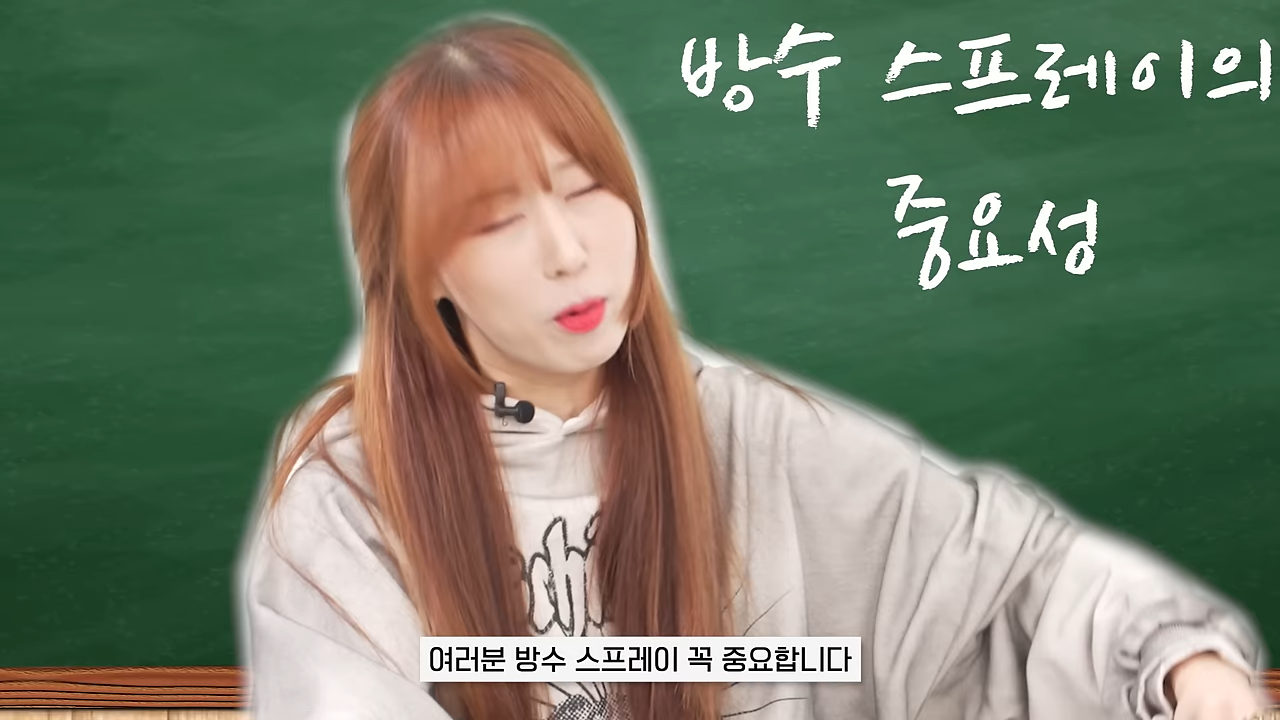 방수 스프레이의
중요성
여러분 방수 스프레이 꼭 중요합니다